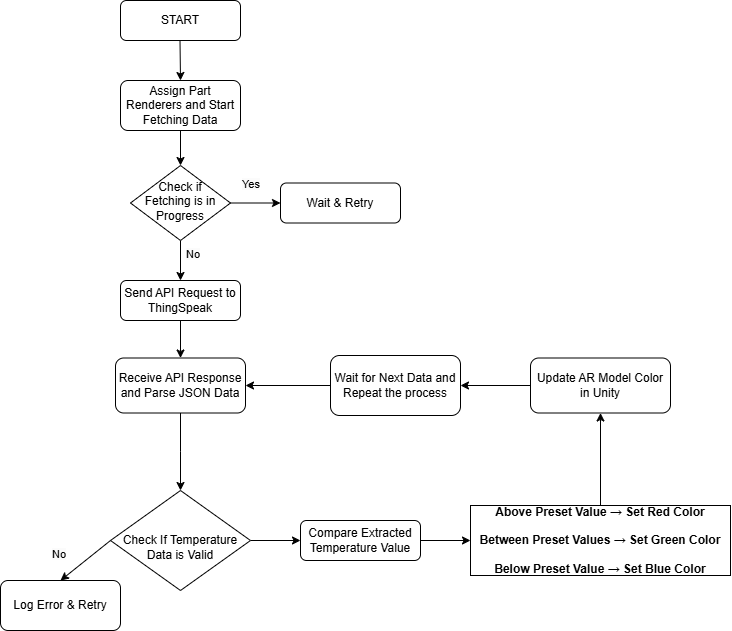 START
Assign Part
Renderers and Start
Fetching Data
Check if
Fetching is in
Progress
Yes
Wait & Retry
No
Send API Request to
ThingSpeak
Receive API Response
and Parse JSON Data
Wait for Next Data and
Repeat the process
Update AR Model Color
in Unity
Check If Temperature
Data is Valid
No
Log Error & Retry
Compare Extracted
Temperature Value
Above Preset Value → Set Red Color
Between Preset Values → Set Green Color
Below Preset Value → Set Blue Color